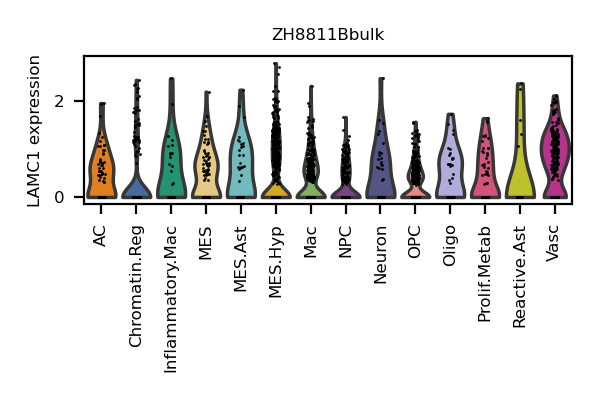 ZH8811Bbulk
LAMC1 expression
2
0
AC
Chromatin.Reg
Inflammatory.Mac
MES
MES.Ast
MES.Hyp
Mac
NPC
Neuron
OPC
Oligo
Prolif.Metab
Reactive.Ast
Vasc